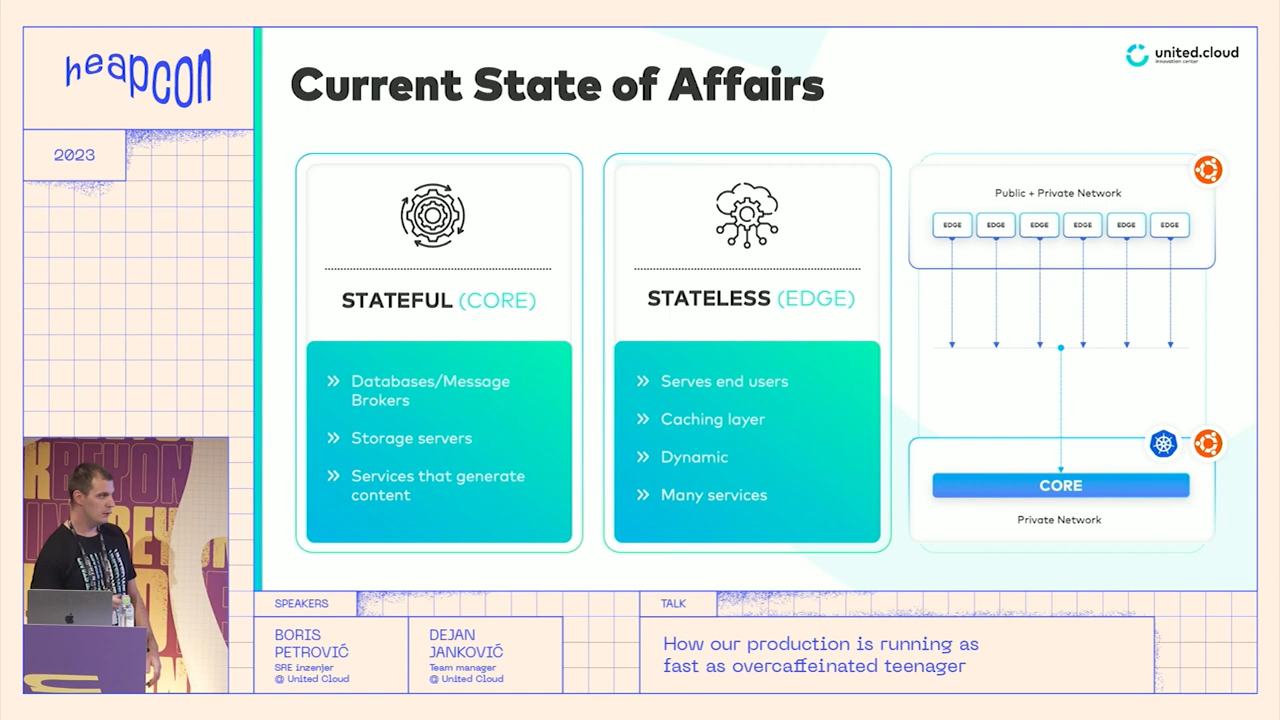 heapcon
2023
Current State of Affairs
united.cloud
innovation center
STATEFUL (CORE)
Databases/Message
Brokers
Storage servers
Services that generate
content
STATELESS (EDGE)
Serves end users
Caching layer
Dynamic
Many services
Public + Private Network
EDGE EDGE EDGE EDGE EDGE EDGE
CORE
Private Network
BEYON
SPEAKERS
BORIS
PETROVIĆ
SRE inženjer
@ United Cloud
DEJAN
JANKOVIĆ
Team manager
@ United Cloud
TALK
How our production is running as
fast as overcaffeinated teenager